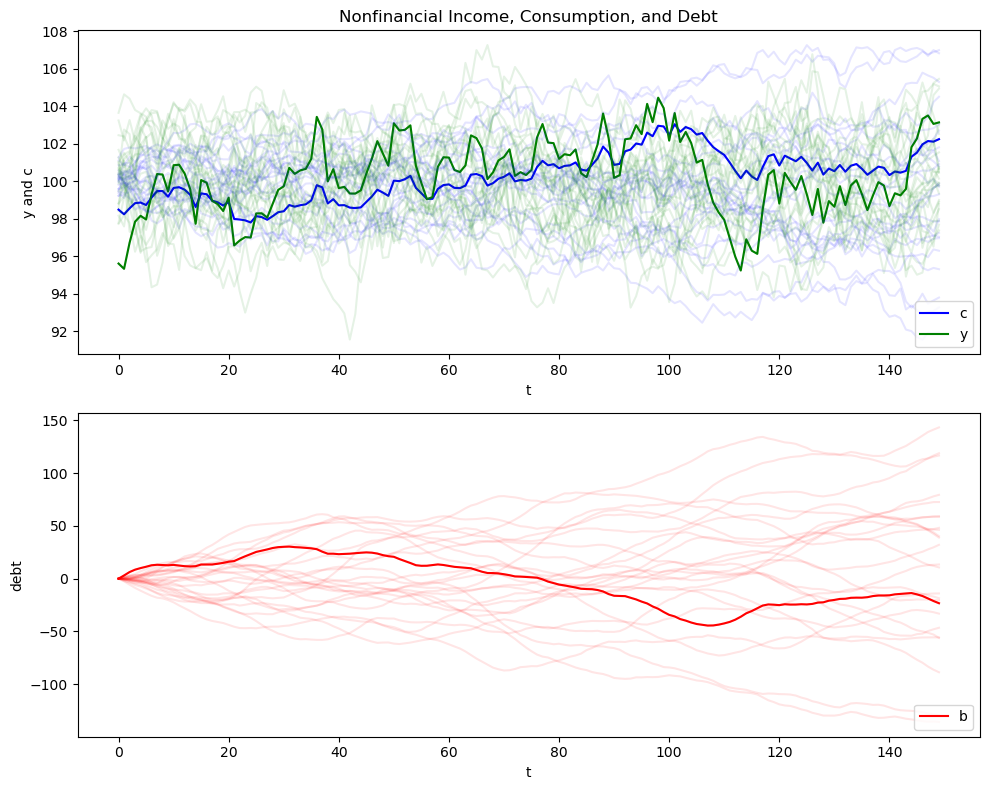 Nonfinancial Income, Consumption, and Debt
108
106
104
102
100
98
96
94
92
y and c
c
y
0 20 40 60 80 100 120 140
t
150
100
50
0
−50
−100
debt
b
0 20 40 60 80 100 120 140
t